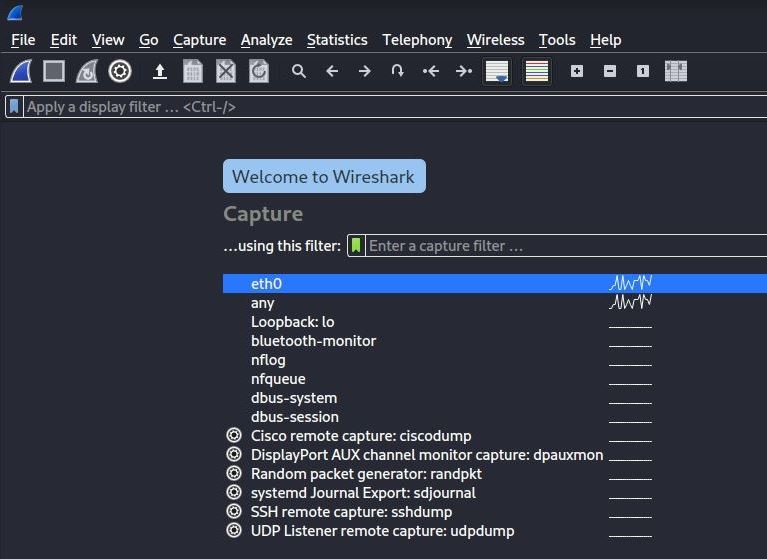 File Edit View Go Capture Analyze Statistics Telephony Wireless Tools Help
Apply a display filter … <Ctrl-/>
Welcome to Wireshark
Capture
…using this filter: Enter a capture filter …
eth0
any
Loopback: lo
bluetooth-monitor
nflog
nfqueue
dbus-system
dbus-session
Cisco remote capture: ciscodump
DisplayPort AUX channel monitor capture: dpauxmon
Random packet generator: randpkt
systemd Journal Export: sdjournal
SSH remote capture: sshdump
UDP Listener remote capture: udpdump